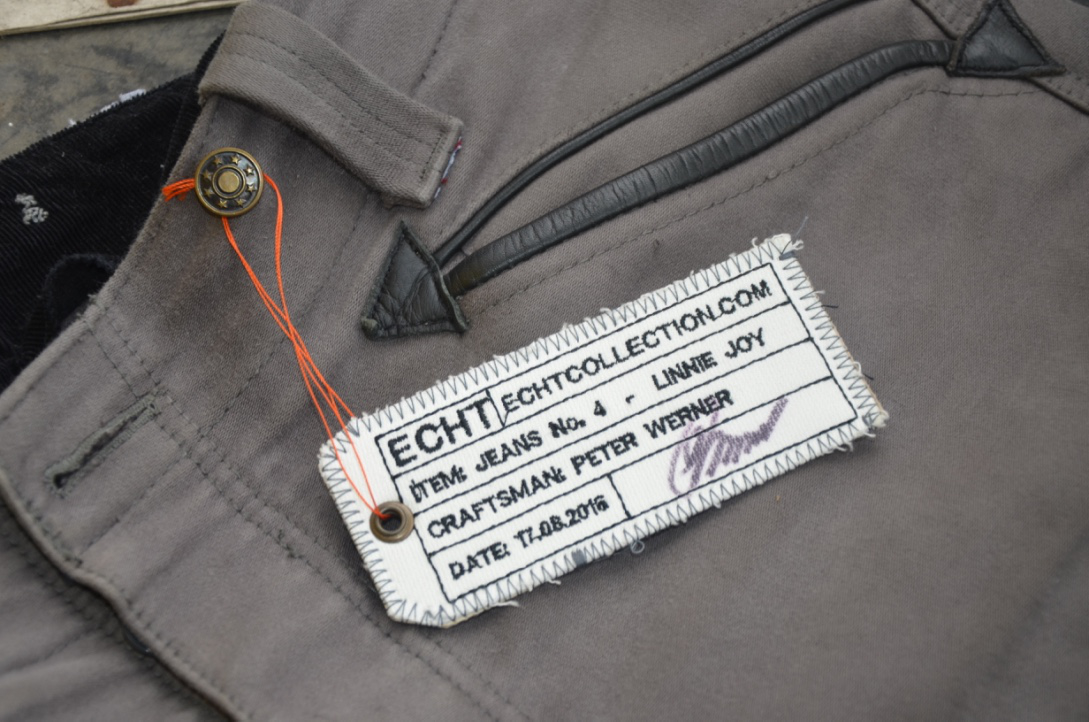 ECHT ECHTCOLLECTION.COM
ITEM: JEANS No. 4 - LINNIE JOY
CRAFTSMAN: PETER WERNER
DATE: 17.08.2016